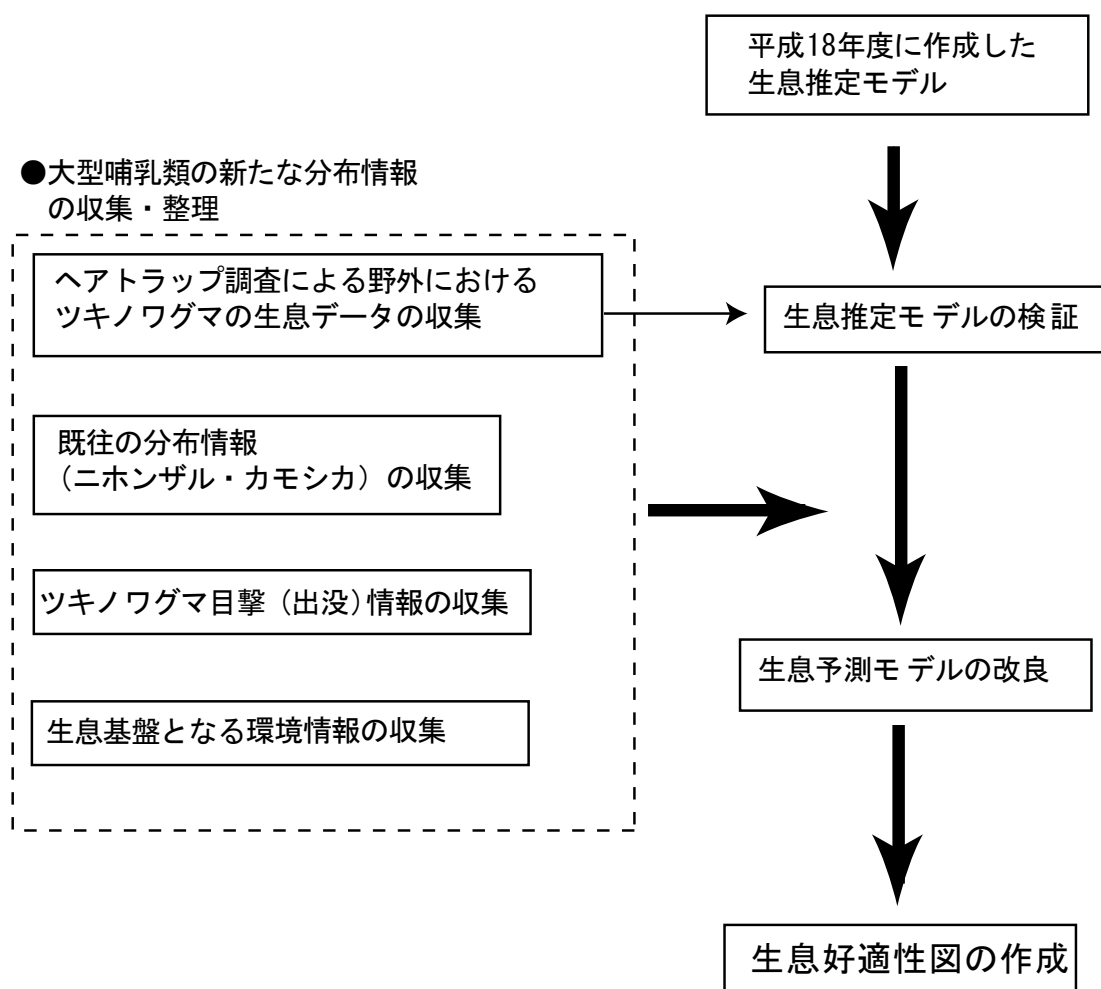 平成18年度に作成した
生息推定モデル
●大型哺乳類の新たな分布情報
の収集・整理
ヘアトラップ調査による野外における
ツキノワグマの生息データの収集
生息推定モデルの検証
既往の分布情報
（ニホンザル・カモシカ）の収集
ツキノワグマ目撃（出没）情報の収集
生息予測モデルの改良
生息基盤となる環境情報の収集
生息好適性図の作成